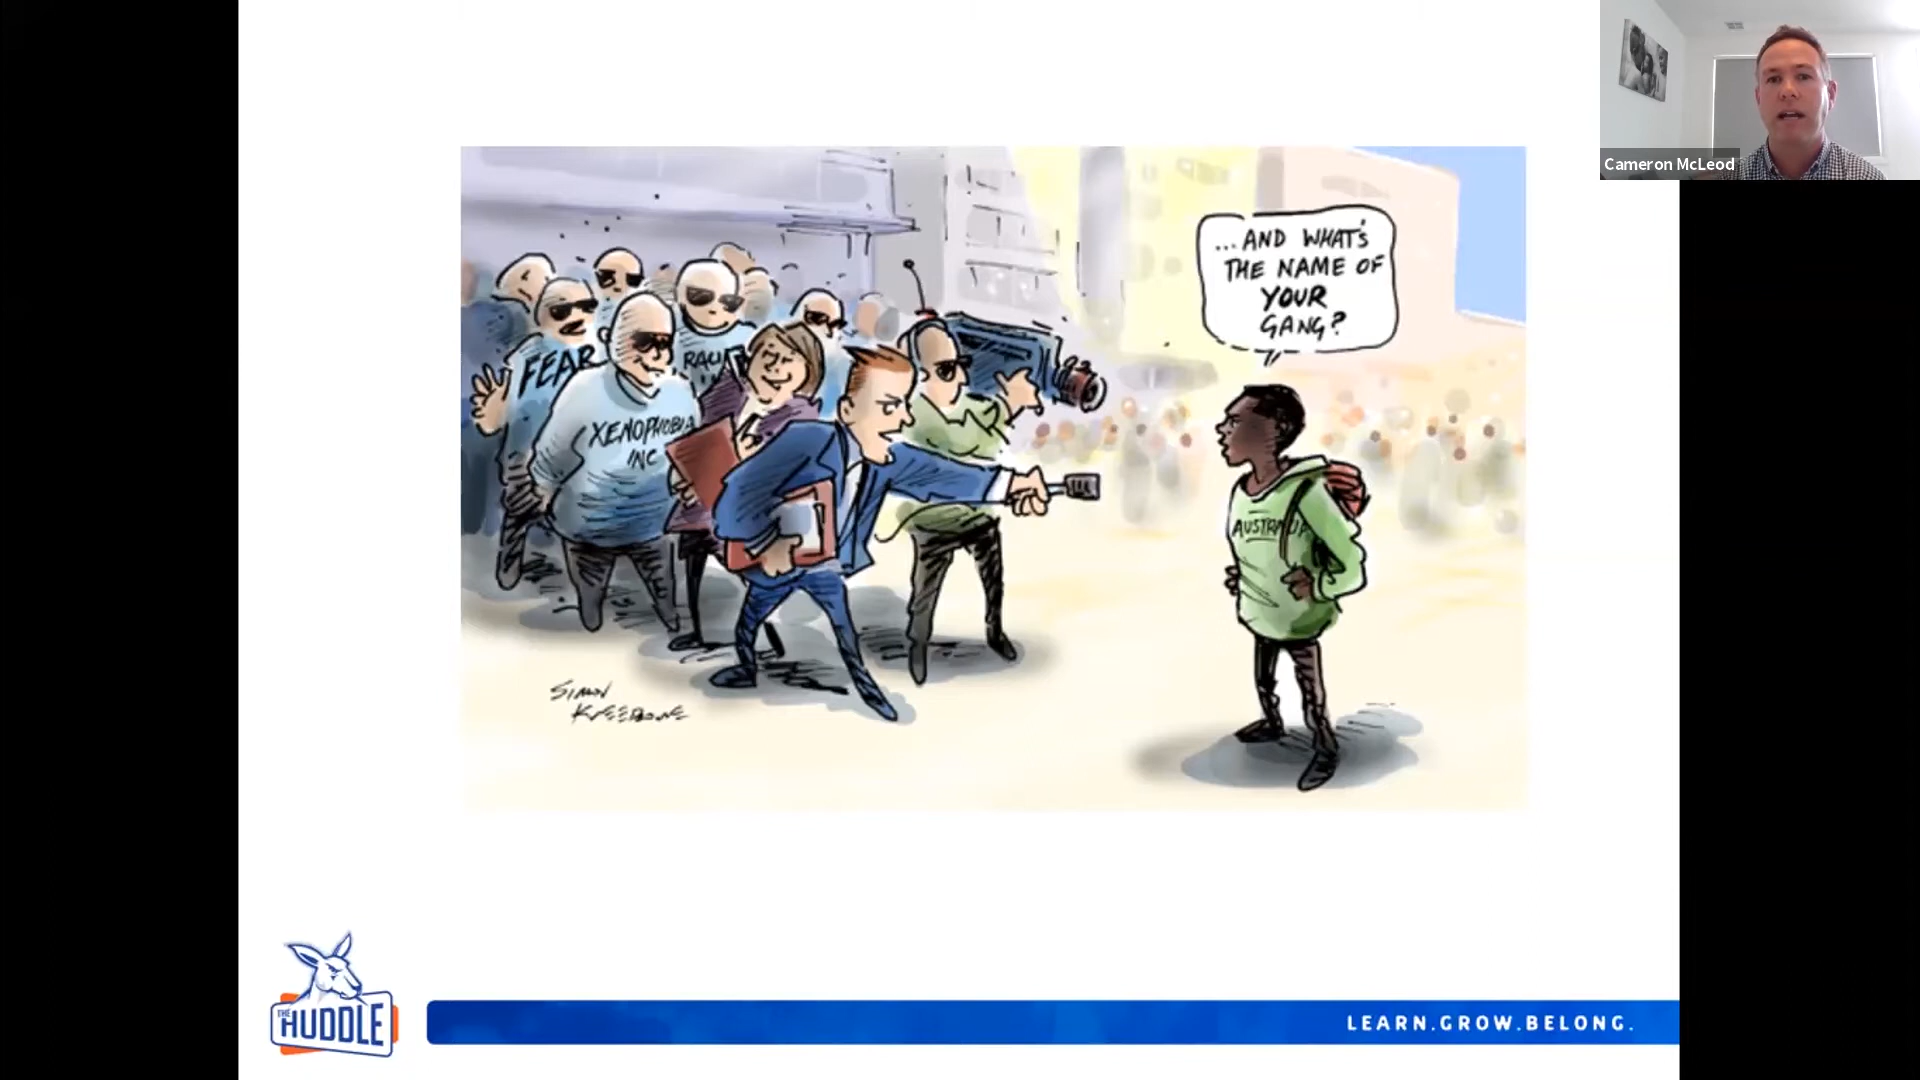 Cameron McLeod
...AND WHAT'S
THE NAME OF
YOUR
GANG?
FEAR
XENOPHOBIA
INC
AUSTRALIA
SIMON
KNEEBONE
THE
HUDDLE
LEARN.GROW.BELONG.